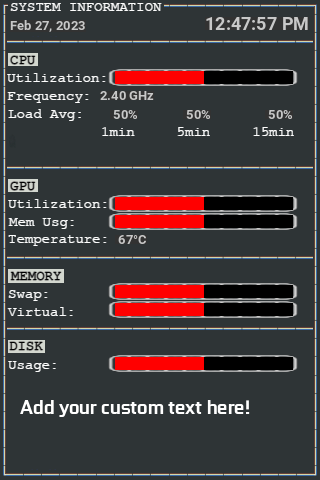 SYSTEM INFORMATION
Feb 27, 2023 12:47:57 PM
CPU
Utilization:
Frequency: 2.40 GHz
Load Avg: 50% 50% 50%
1min 5min 15min
GPU
Utilization:
Mem Usg:
Temperature: 67°C
MEMORY
Swap:
Virtual:
DISK
Usage:
Add your custom text here!